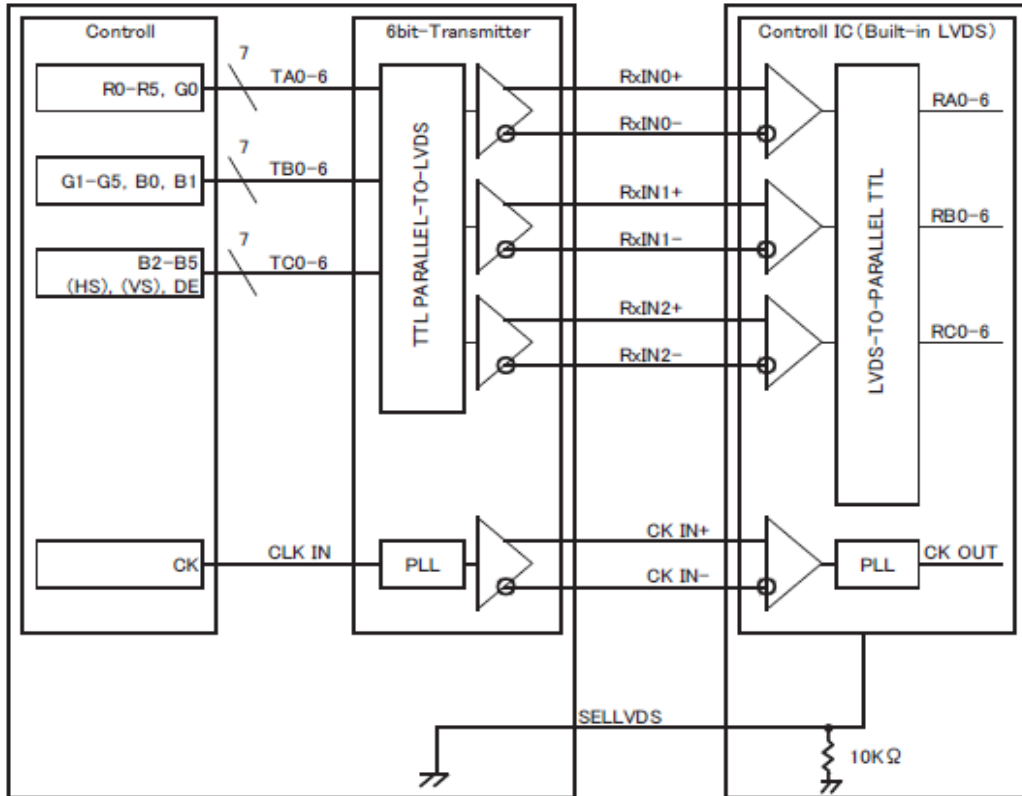 Controll
6bit-Transmitter
Controll IC(Built-in LVDS)
R0-R5, G0
7
TA0-6
RxIN0+
RxIN0-
RA0-6
G1-G5, B0, B1
7
TB0-6
RxIN1+
RxIN1-
RB0-6
B2-B5
(HS), (VS), DE
7
TC0-6
RxIN2+
RxIN2-
RC0-6
TTL PARALLEL-TO-LVDS
LVDS-TO-PARALLEL TTL
CK
CLK IN
PLL
CK IN+
CK IN-
PLL
CK OUT
SELLVDS
10KΩ